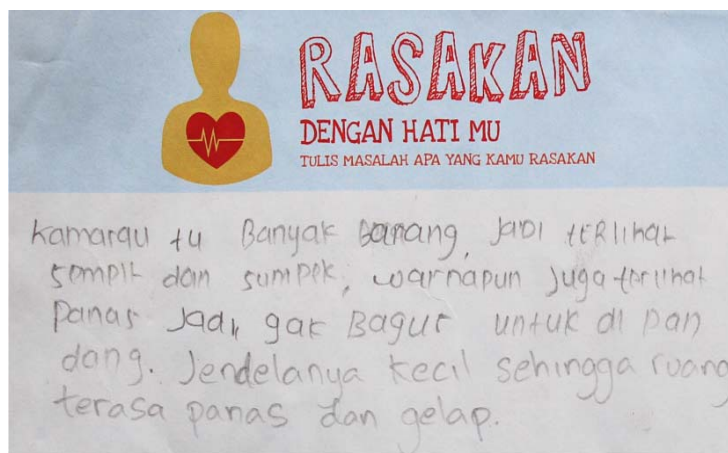 RASAKAN
DENGAN HATI MU
TULIS MASALAH APA YANG KAMU RASAKAN
Kamarqu tu Banyak Barang, JADI tERlihat
sempit dan sumpek, warnapun juga terlihat
Panas Jadi gak Bagus untuk di pan
dang. Jendelanya kecil sehingga ruang
terasa panas dan gelap.